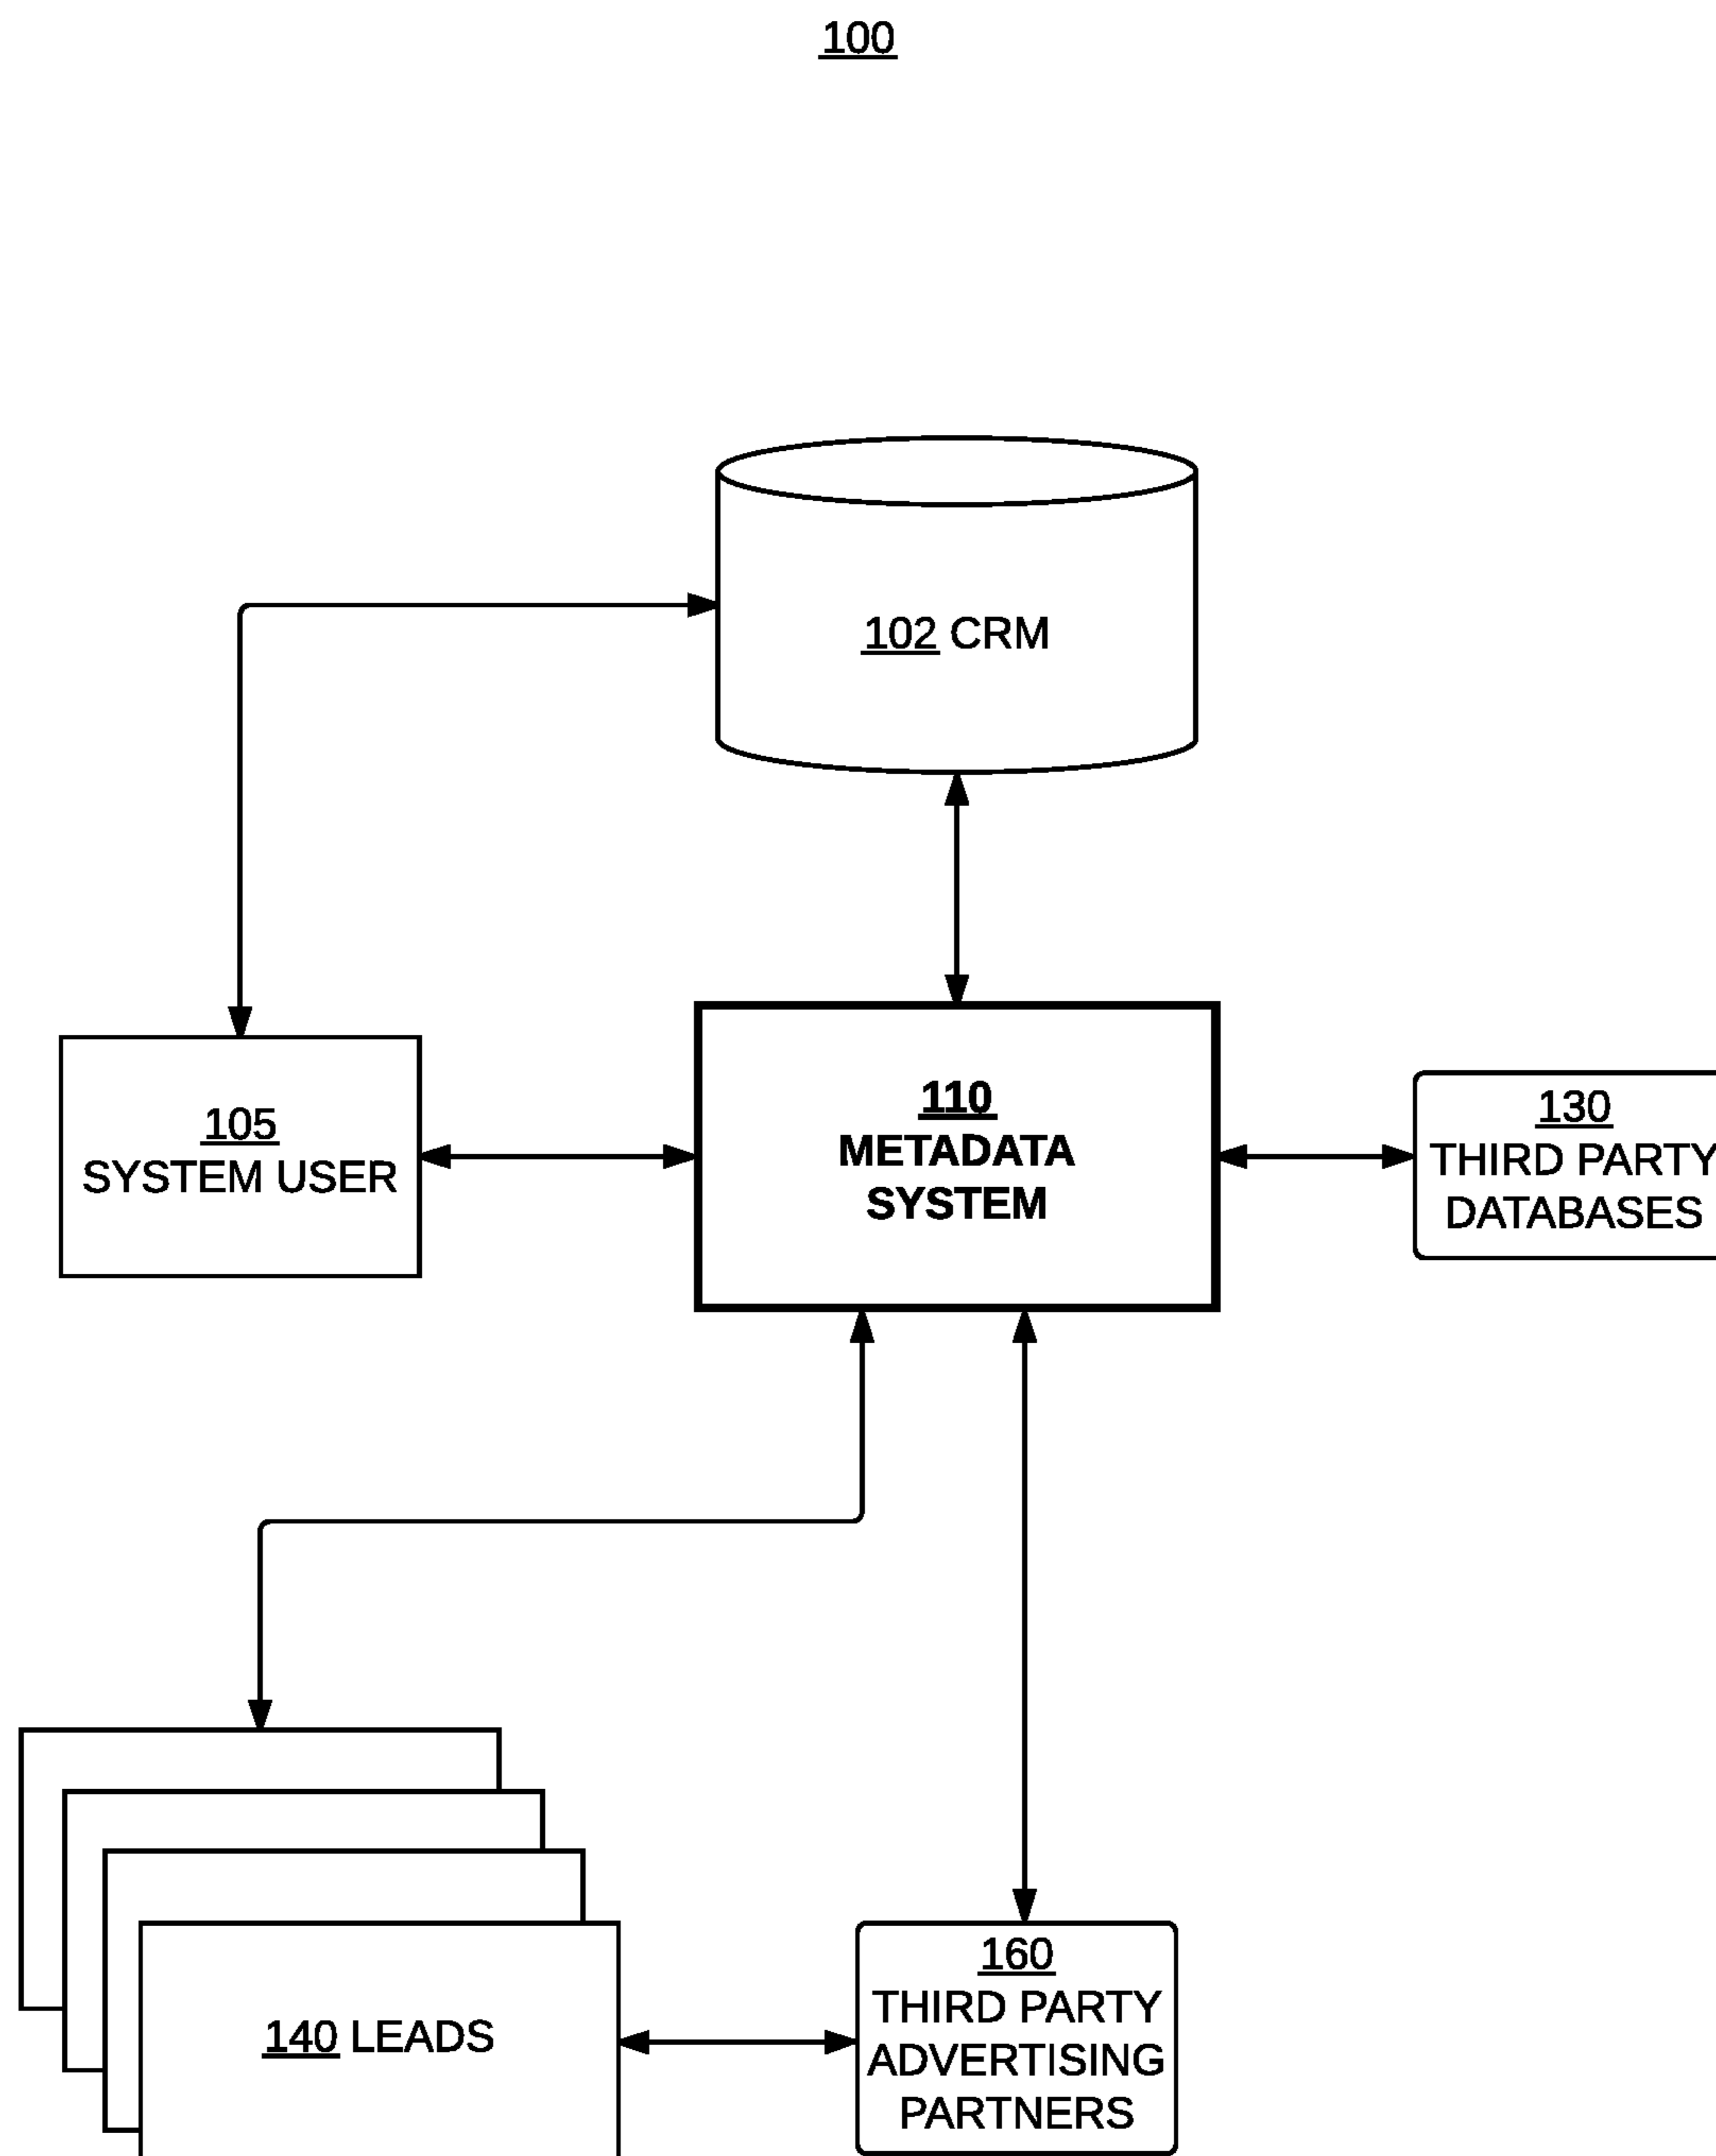 100
102 CRM
105
SYSTEM USER
110
METADATA
SYSTEM
130
THIRD PARTY
DATABASES
140 LEADS
160
THIRD PARTY
ADVERTISING
PARTNERS